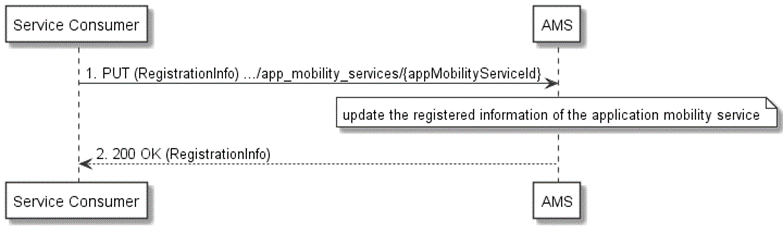 Service Consumer
AMS
1. PUT (RegistrationInfo) .../app_mobility_services/{appMobilityServiceId}
update the registered information of the application mobility service
2. 200 OK (RegistrationInfo)
Service Consumer
AMS